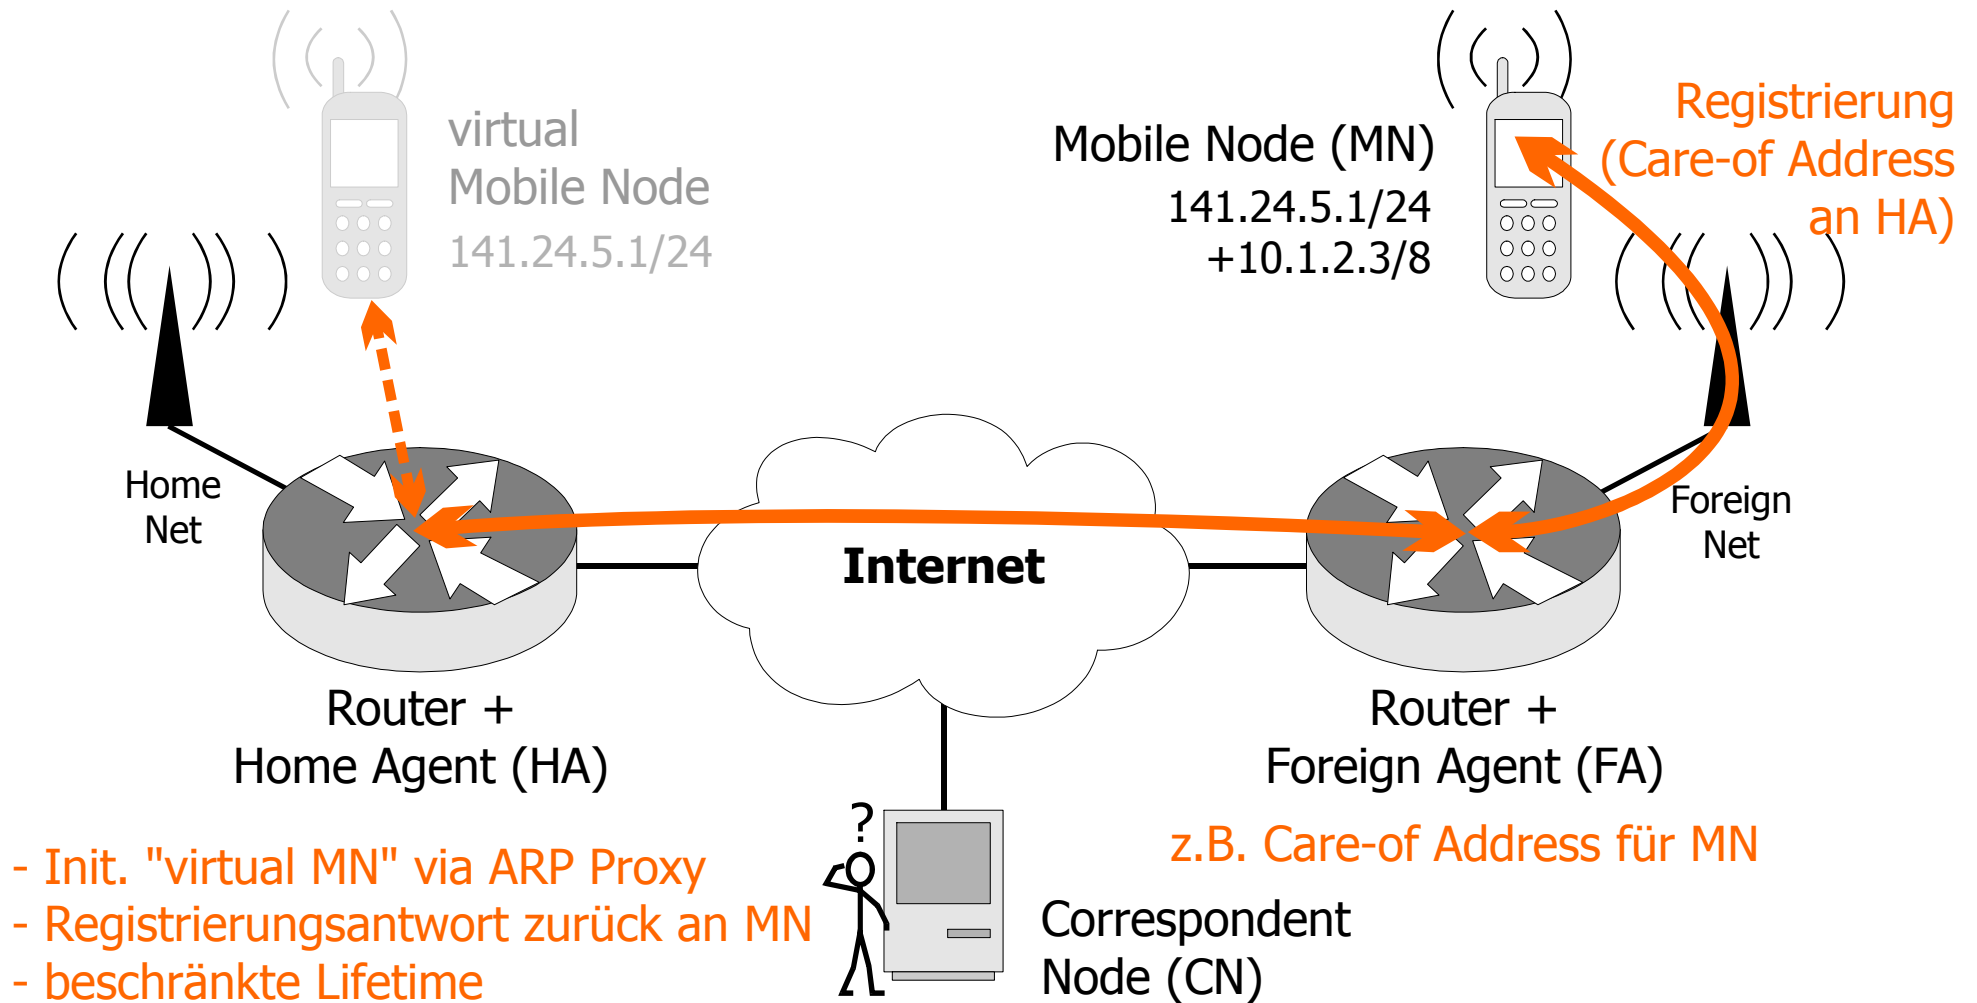 virtual
Mobile Node
141.24.5.1/24
Mobile Node (MN)
141.24.5.1/24
+10.1.2.3/8
Registrierung
(Care-of Address
an HA)
Home
Net
Internet
Foreign
Net
Router +
Home Agent (HA)
Router +
Foreign Agent (FA)
z.B. Care-of Address für MN
- Init. "virtual MN" via ARP Proxy
- Registrierungsantwort zurück an MN
- beschränkte Lifetime
?
Correspondent
Node (CN)